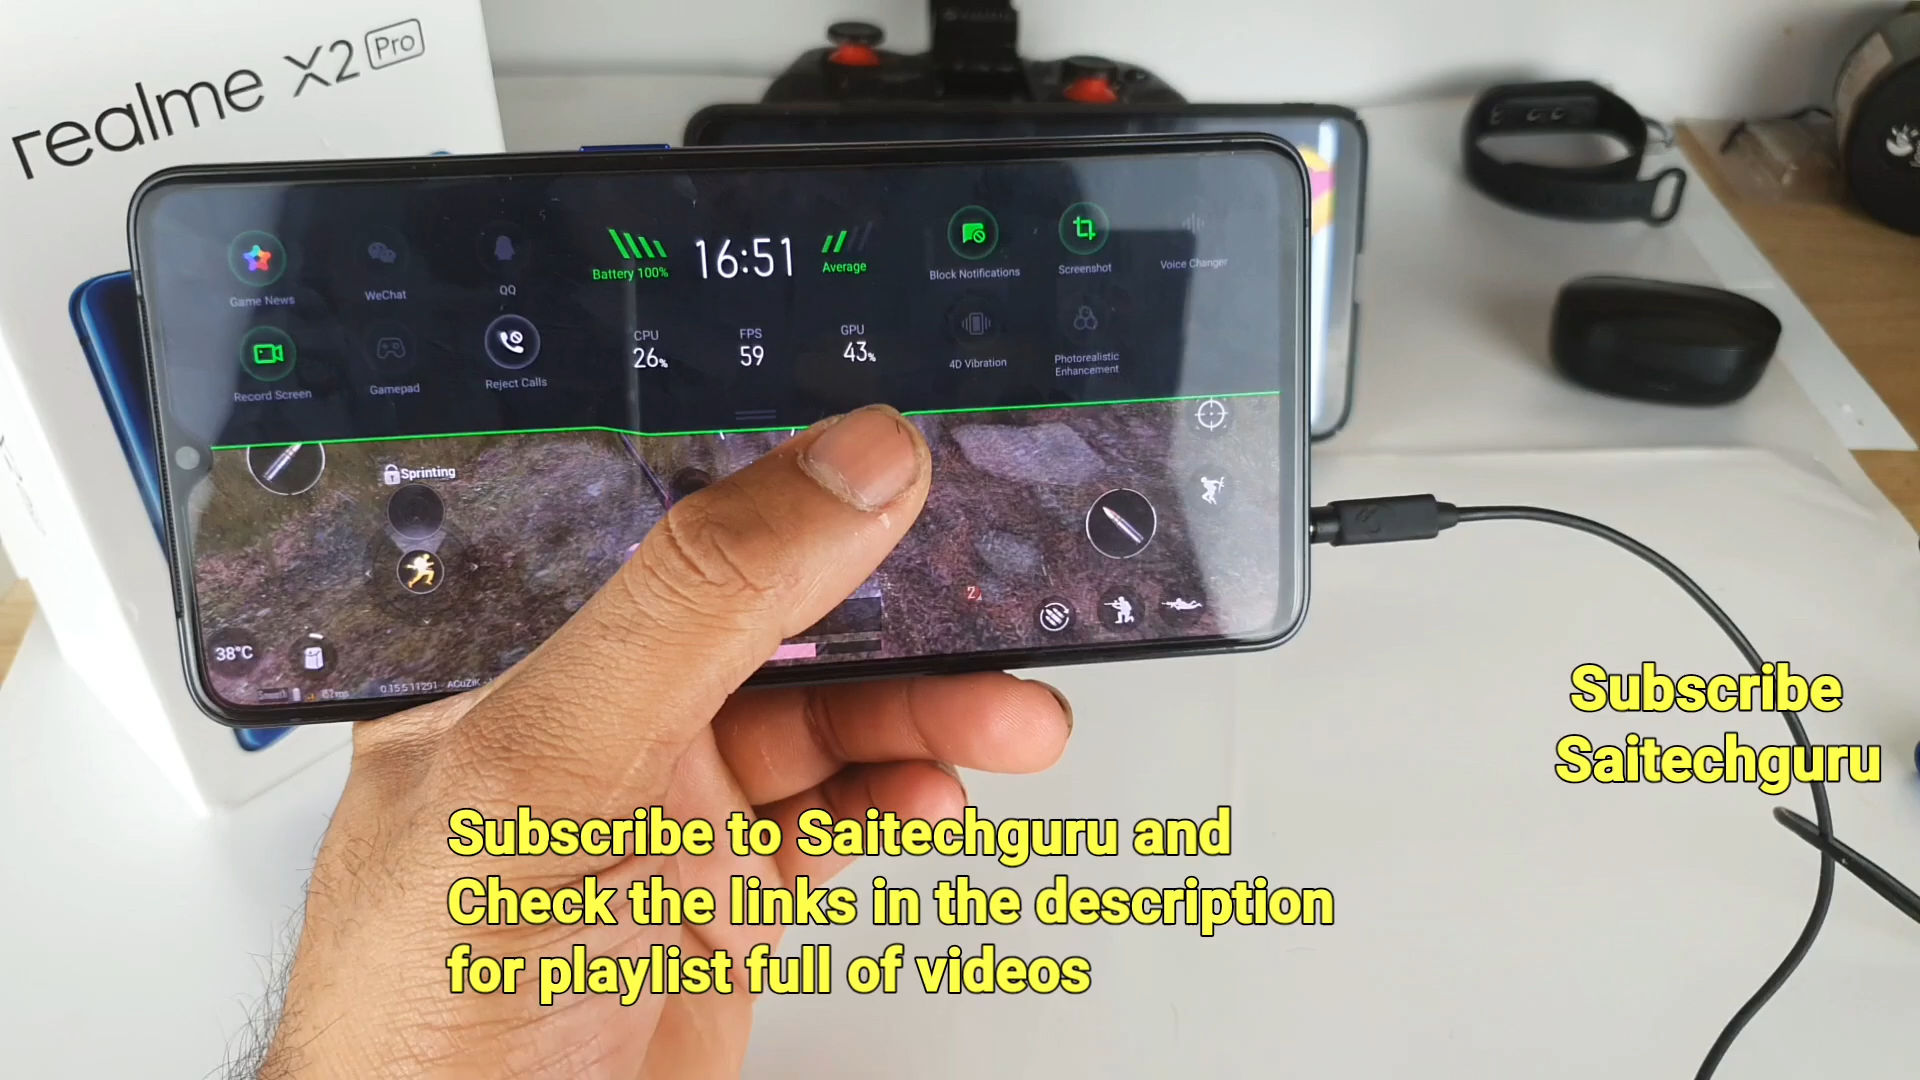 realme X2 Pro
Battery 100%
16:51
Average
Game News
WeChat
QQ
Block Notifications
Screenshot
Voice Changer
CPU
26%
FPS
59
GPU
43%
Record Screen
Gamepad
Reject Calls
4D Vibration
Photorealistic
Enhancement
Sprinting
38°C
Smooth
Subscribe
Saitechguru
Subscribe to Saitechguru and
Check the links in the description
for playlist full of videos